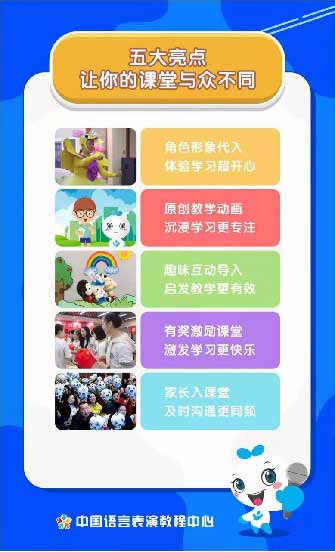 五大亮点
让你的课堂与众不同
角色形象代入
体验学习超开心
原创教学动画
沉浸学习更专注
趣味互动导入
启发教学更有效
有奖激励课堂
激发学习更快乐
家长入课堂
及时沟通更同频
中国语言表演教程中心